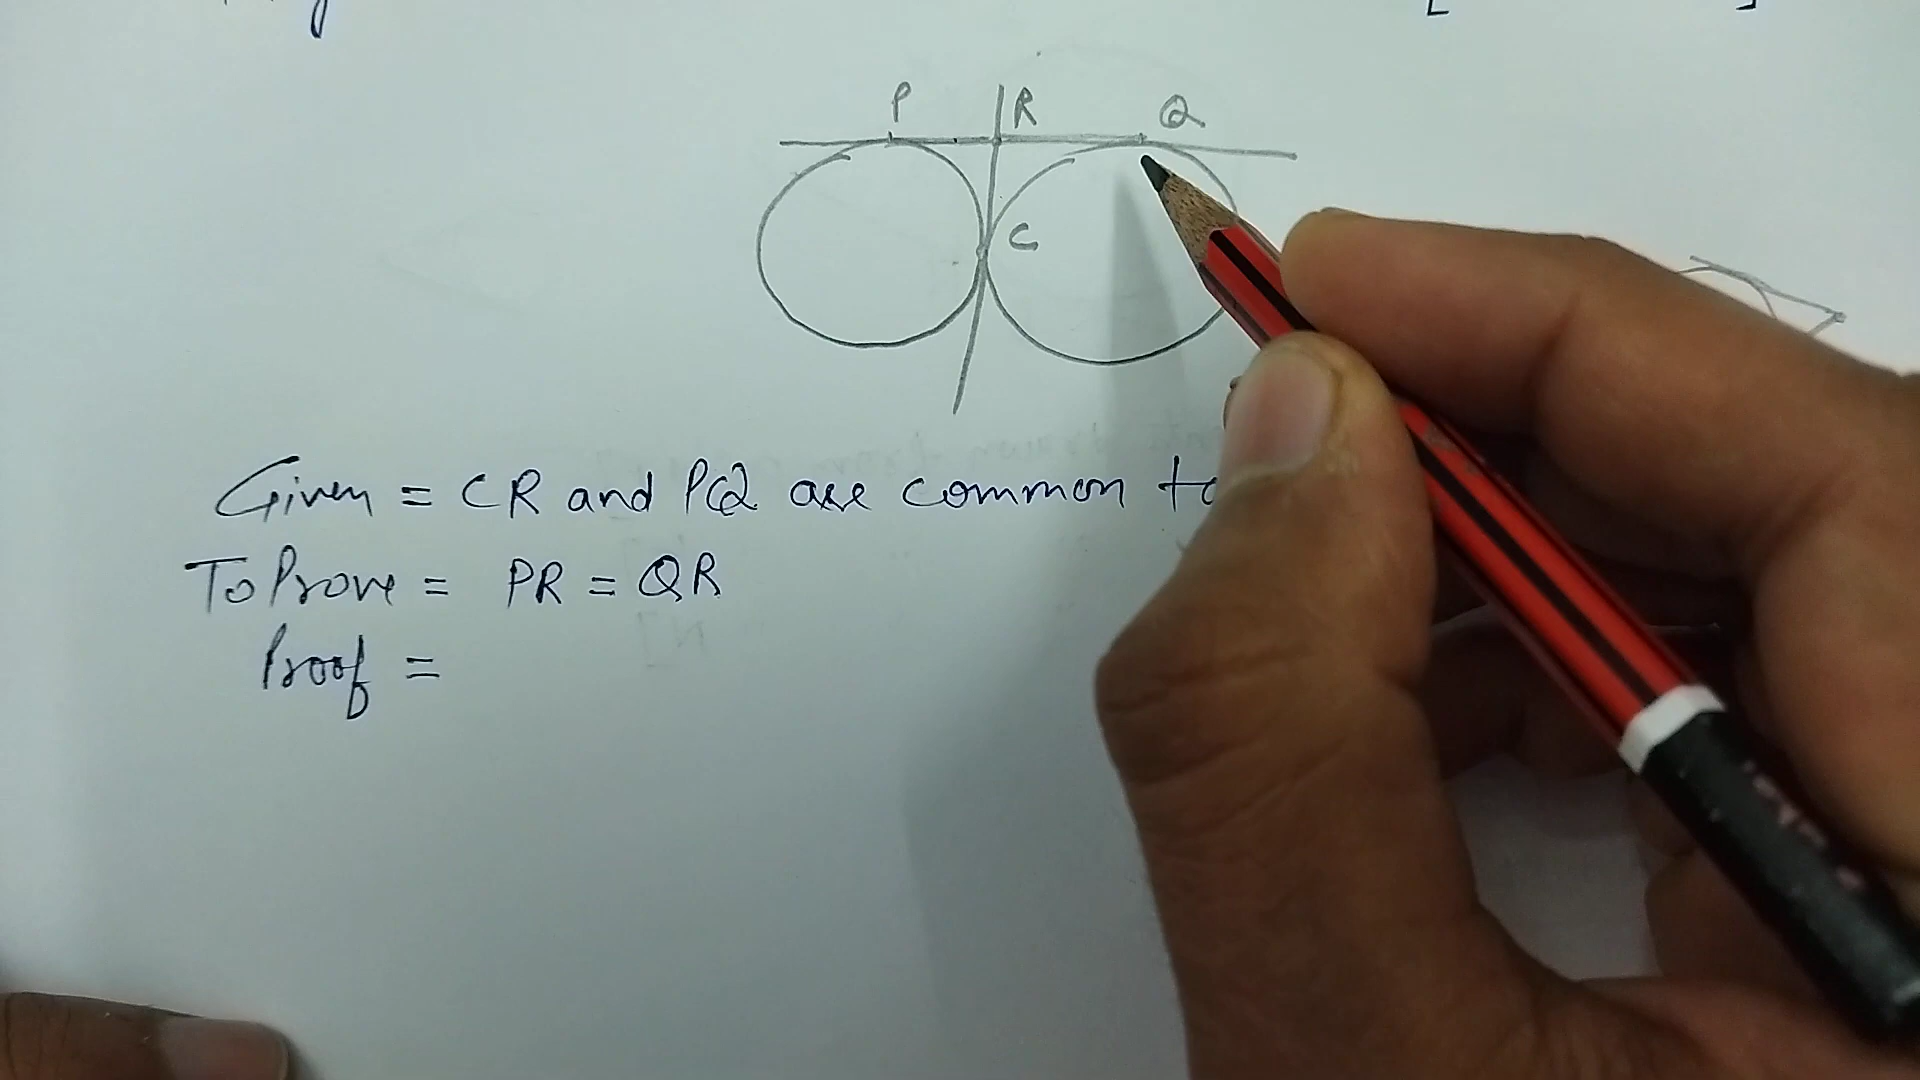 P R Q
C
Given = CR and PQ are common
To Prove = PR = QR
Proof =